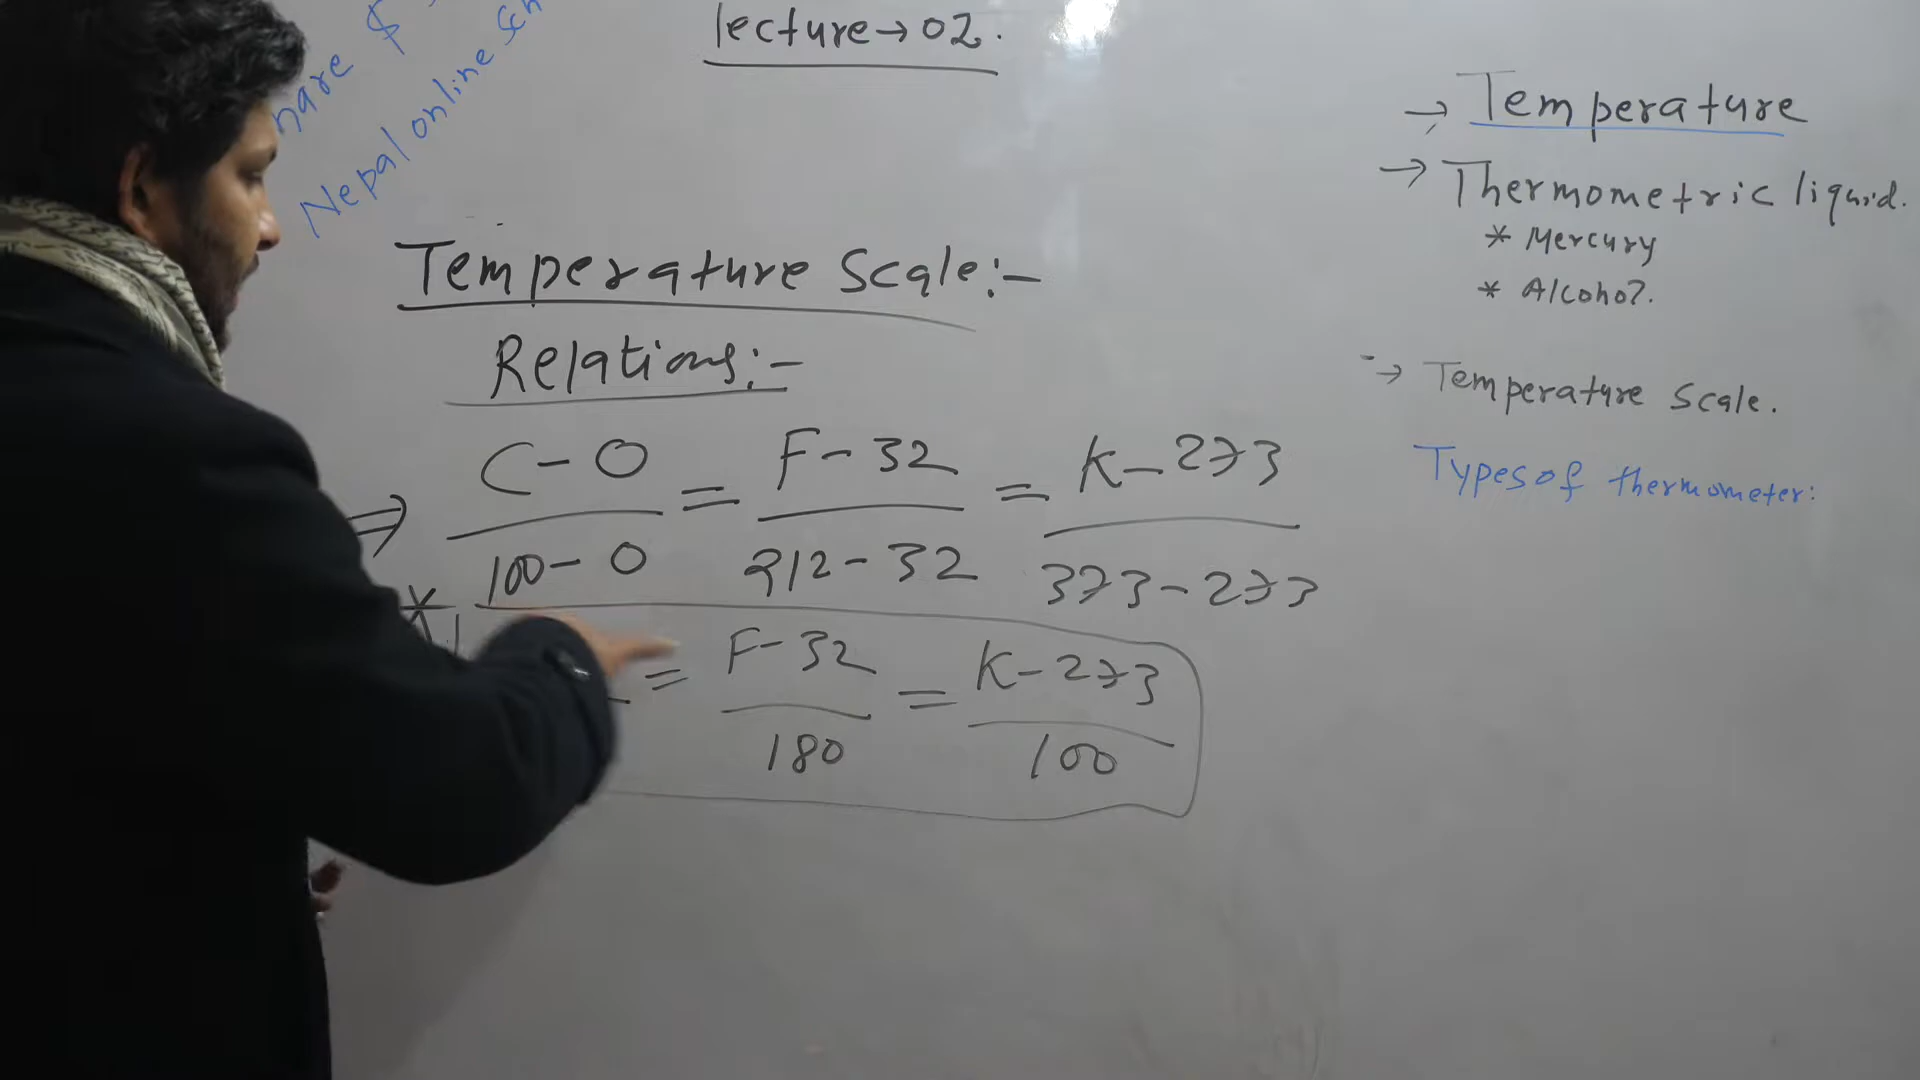 lecture → 02.
Nepal online
Temperature Scale:-
Relations:-
⇒ C-0/100-0 = F-32/212-32 = K-273/373-273
* = F-32/180 = K-273/100
→ Temperature
→ Thermometric liquid.
* Mercury
* Alcohol.
→ Temperature Scale.
Types of thermometer: